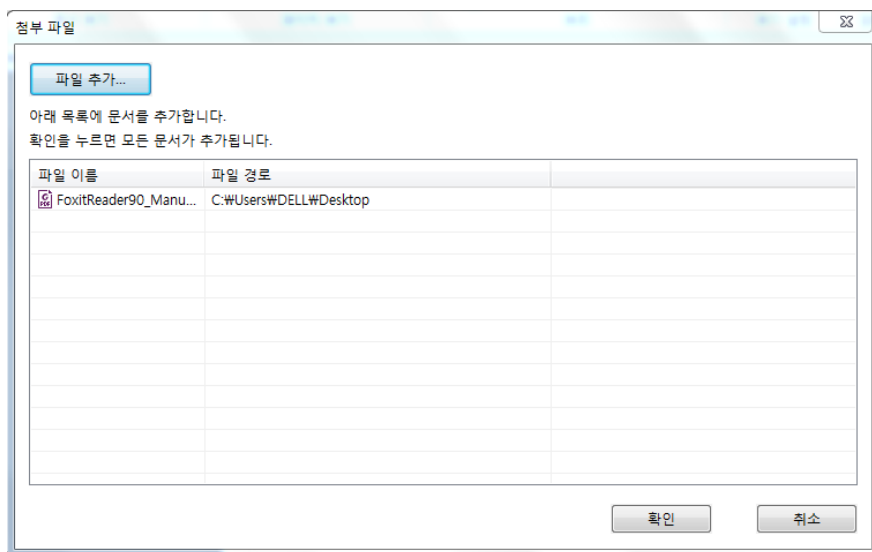 첨부 파일
파일 추가...
아래 목록에 문서를 추가합니다.
확인을 누르면 모든 문서가 추가됩니다.
파일 이름 파일 경로
FoxitReader90_Manu... C:₩Users₩DELL₩Desktop
확인 취소